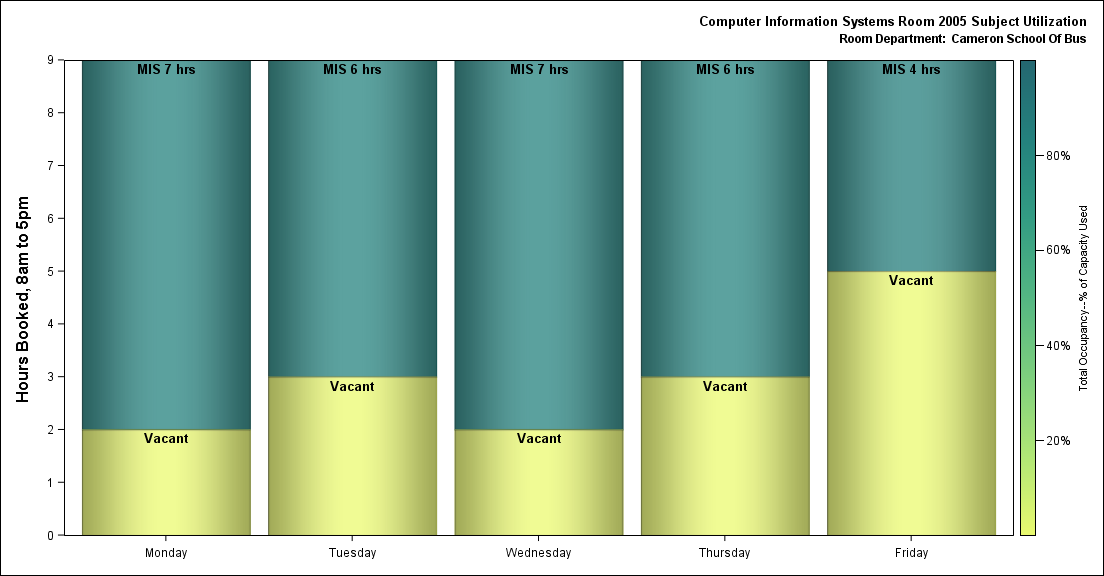 Computer Information Systems Room 2005 Subject Utilization
Room Department: Cameron School Of Bus
Hours Booked, 8am to 5pm
9
8
7
6
5
4
3
2
1
0
MIS 7 hrs
MIS 6 hrs
MIS 7 hrs
MIS 6 hrs
MIS 4 hrs
Vacant
Vacant
Vacant
Vacant
Vacant
Monday
Tuesday
Wednesday
Thursday
Friday
80%
60%
40%
20%
Total Occupancy--% of Capacity Used